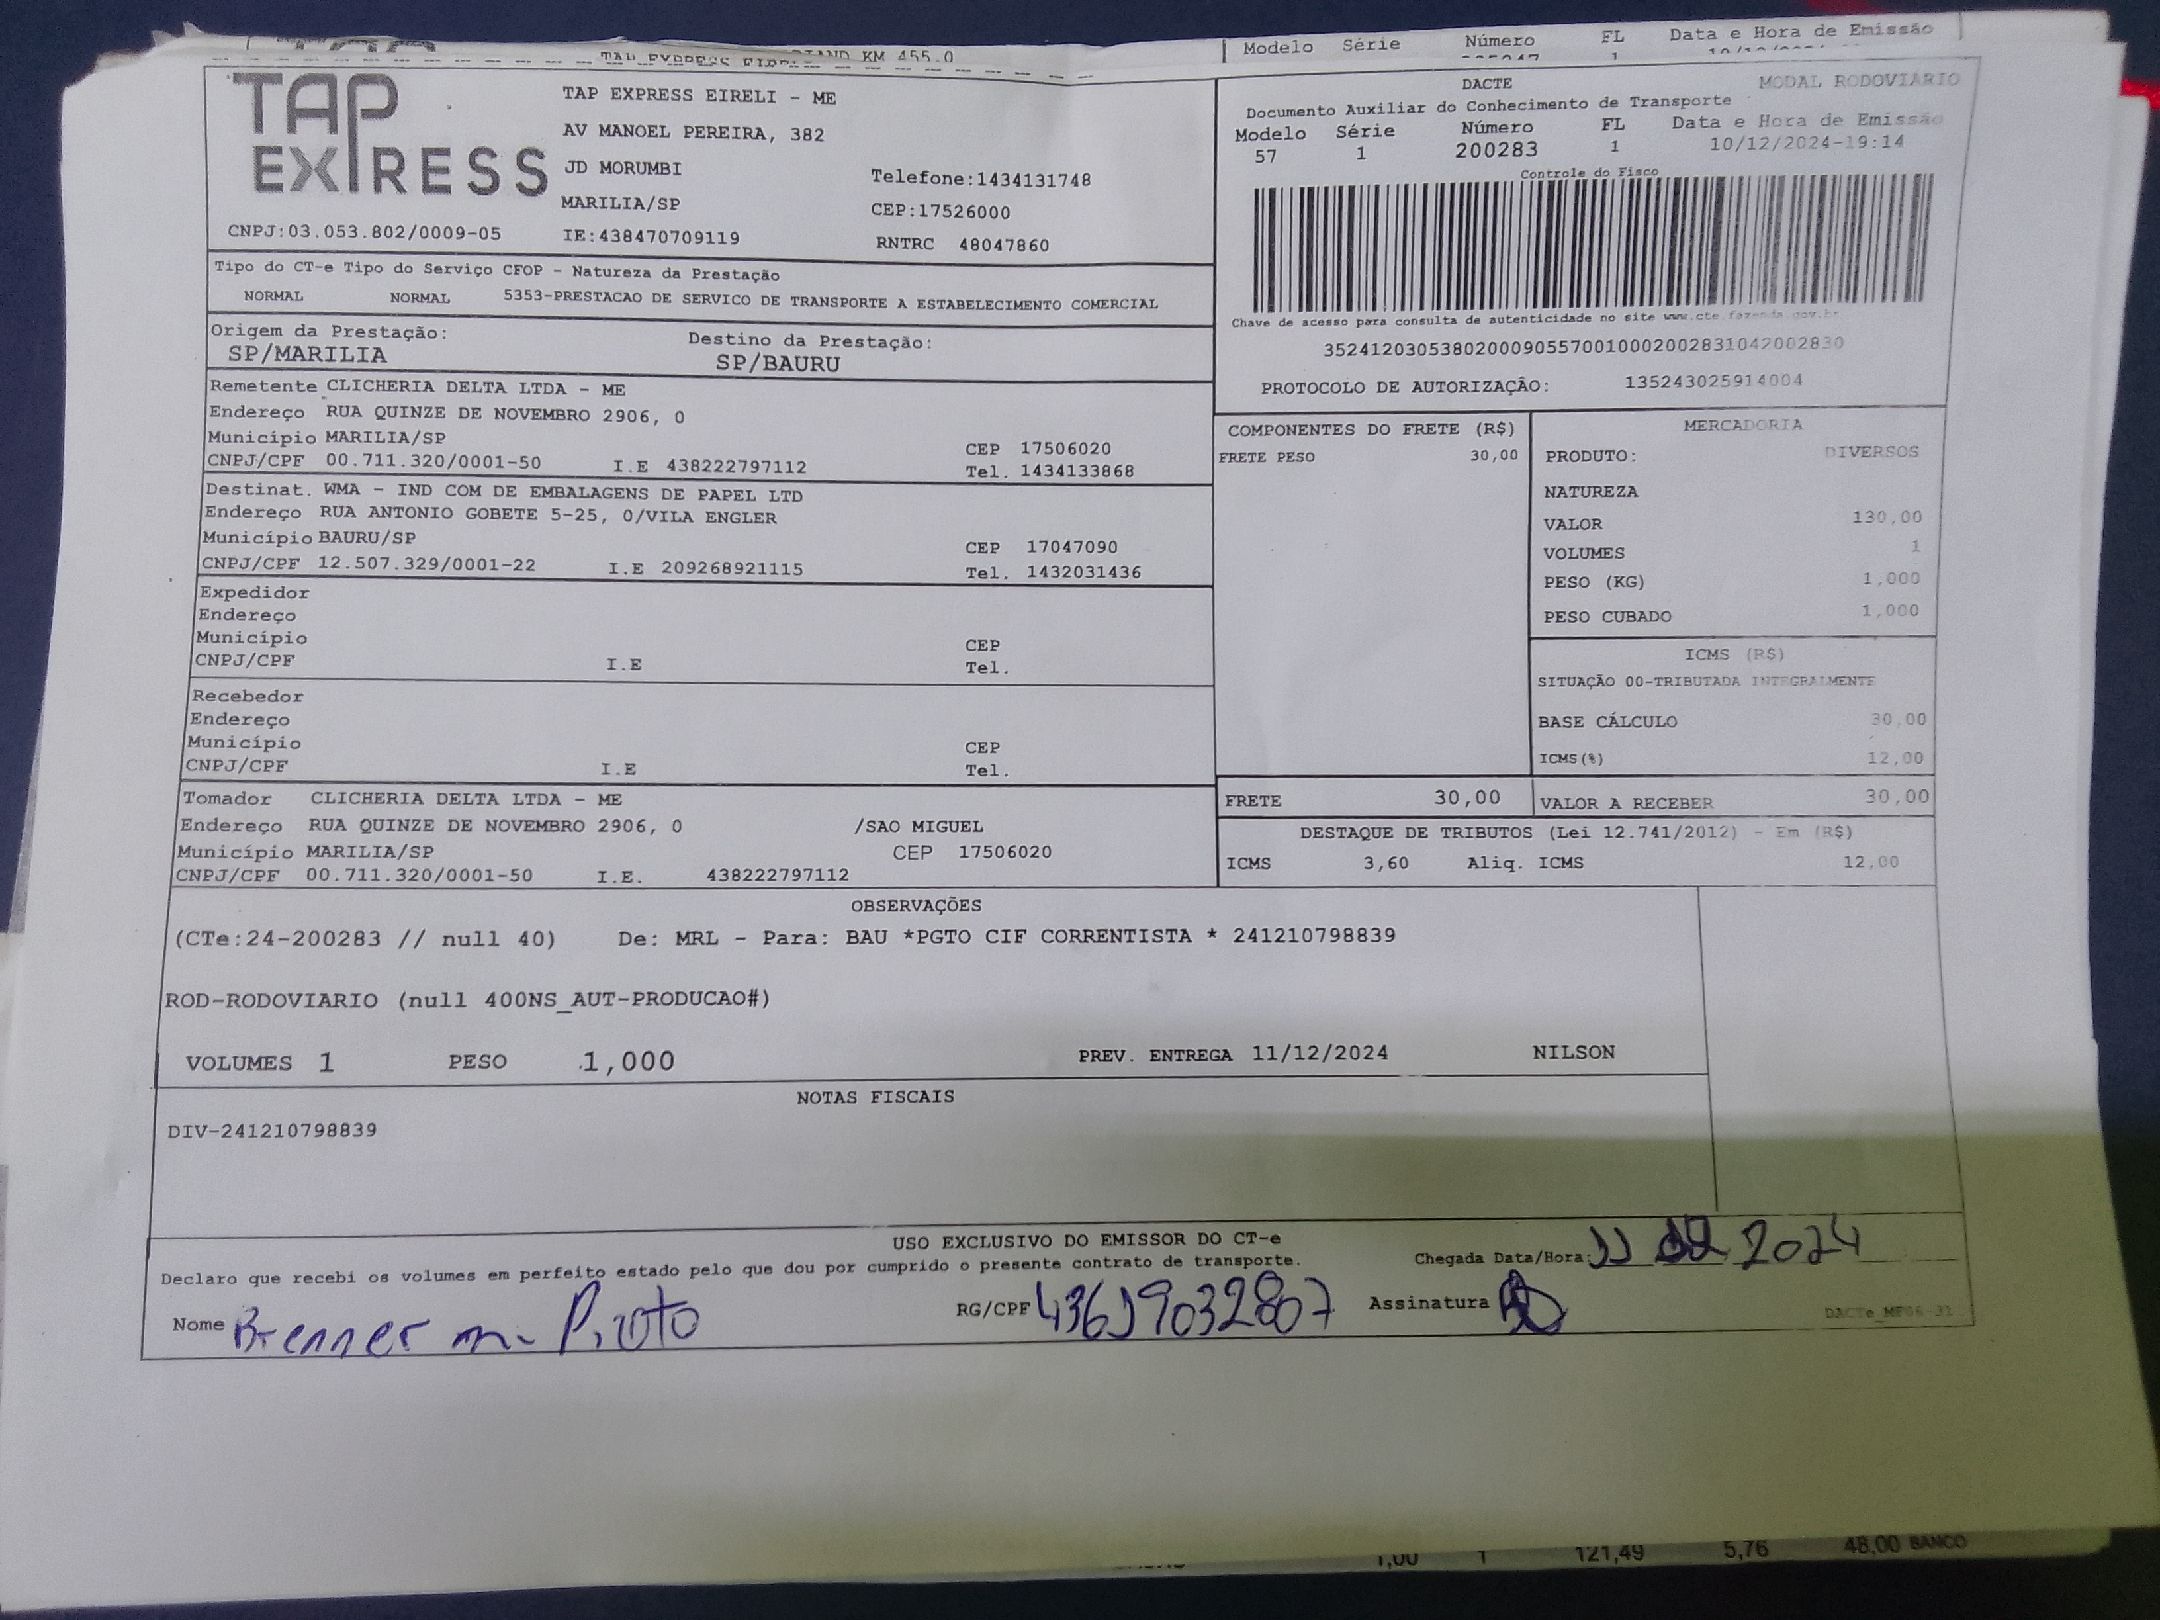 TAP EXPRESS
KM 455.0
Modelo Série Número FL Data e Hora de Emissão
TAP EXPRESS EIRELI - ME
AV MANOEL PEREIRA, 382
JD MORUMBI
Telefone:1434131748
MARILIA/SP
CEP:17526000
CNPJ:03.053.802/0009-05
IE:438470709119
RNTRC 48047860
DACTE
MODAL RODOVIARIO
Documento Auxiliar do Conhecimento de Transporte
Modelo Série Número FL Data e Hora de Emissão
57 1 200283 1 10/12/2024-19:14
Controle do Fisco
Chave de acesso para consulta de autenticidade no site www.cte.fazenda.gov.br
35241203053802000905570010002002831042002830
PROTOCOLO DE AUTORIZAÇÃO: 135243025914004
Tipo do CT-e Tipo do Serviço CFOP - Natureza da Prestação
NORMAL NORMAL 5353-PRESTACAO DE SERVICO DE TRANSPORTE A ESTABELECIMENTO COMERCIAL
Origem da Prestação: Destino da Prestação:
SP/MARILIA SP/BAURU
Remetente CLICHERIA DELTA LTDA - ME
Endereço RUA QUINZE DE NOVEMBRO 2906, 0
Município MARILIA/SP CEP 17506020
CNPJ/CPF 00.711.320/0001-50 I.E 438222797112 Tel. 1434133868
Destinat. WMA - IND COM DE EMBALAGENS DE PAPEL LTD
Endereço RUA ANTONIO GOBETE 5-25, 0/VILA ENGLER
Município BAURU/SP CEP 17047090
CNPJ/CPF 12.507.329/0001-22 I.E 209268921115 Tel. 1432031436
Expedidor
Endereço
Município CEP
CNPJ/CPF I.E Tel.
Recebedor
Endereço
Município CEP
CNPJ/CPF I.E Tel.
Tomador CLICHERIA DELTA LTDA - ME
Endereço RUA QUINZE DE NOVEMBRO 2906, 0 /SAO MIGUEL
Município MARILIA/SP CEP 17506020
CNPJ/CPF 00.711.320/0001-50 I.E. 438222797112
COMPONENTES DO FRETE (R$)
FRETE PESO 30,00
MERCADORIA
PRODUTO: DIVERSOS
NATUREZA
VALOR 130,00
VOLUMES 1
PESO (KG) 1,000
PESO CUBADO 1,000
ICMS (R$)
SITUAÇÃO 00-TRIBUTADA INTEGRALMENTE
BASE CÁLCULO 30,00
ICMS(%) 12,00
FRETE 30,00 VALOR A RECEBER 30,00
DESTAQUE DE TRIBUTOS (Lei 12.741/2012) - Em (R$)
ICMS 3,60 Aliq. ICMS 12,00
OBSERVAÇÕES
(CTe:24-200283 // null 40) De: MRL - Para: BAU *PGTO CIF CORRENTISTA * 241210798839
ROD-RODOVIARIO (null 400NS_AUT-PRODUCAO#)
VOLUMES 1 PESO 1,000 PREV. ENTREGA 11/12/2024 NILSON
NOTAS FISCAIS
DIV-241210798839
USO EXCLUSIVO DO EMISSOR DO CT-e
Declaro que recebi os volumes em perfeito estado pelo que dou por cumprido o presente contrato de transporte.
Chegada Data/Hora: 11 12 2024
Nome Brenner m. Pioto RG/CPF 43619032807 Assinatura
DACTe_MF06-31
1,00 1 121,49 5,76 48,00 BANCO